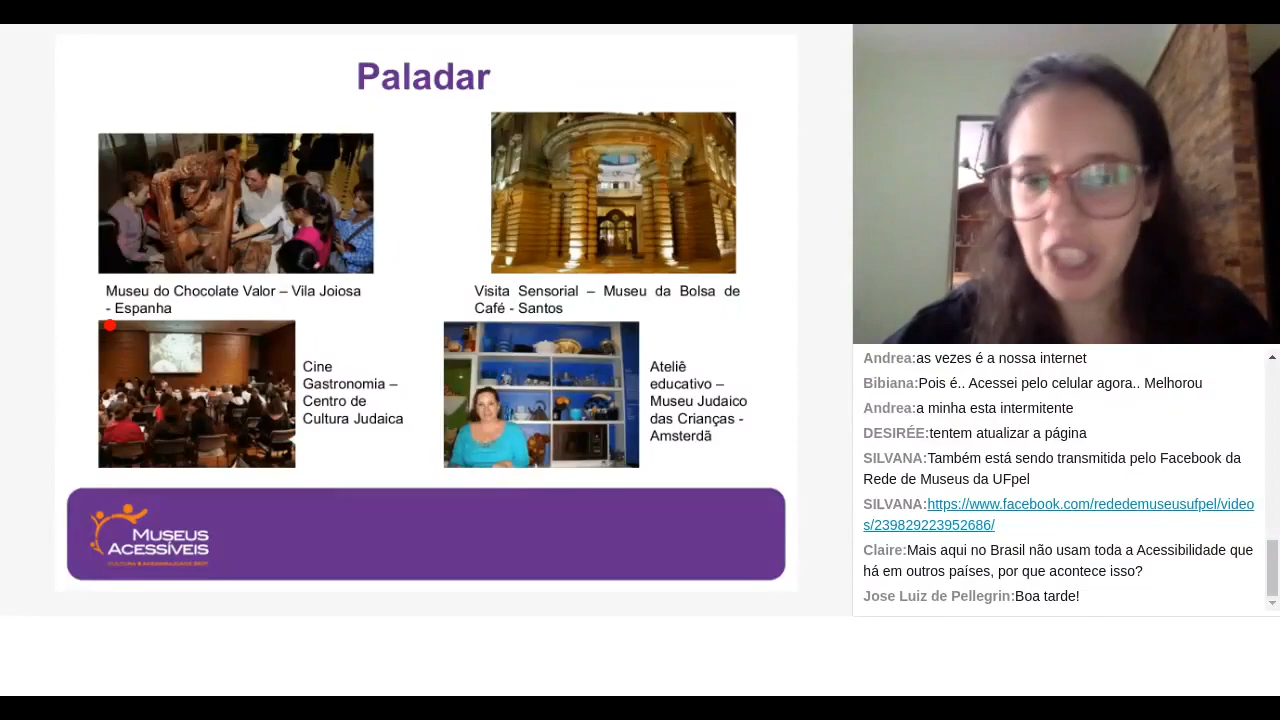 Paladar
Museu do Chocolate Valor – Vila Joiosa
- Espanha
Visita Sensorial – Museu da Bolsa de
Café - Santos
Cine
Gastronomia –
Centro de
Cultura Judaica
Ateliê
educativo –
Museu Judaico
das Crianças -
Amsterdã
MUSEUS
ACESSÍVEIS
Andrea:as vezes é a nossa internet
Bibiana:Pois é.. Acessei pelo celular agora.. Melhorou
Andrea:a minha esta intermitente
DESIRÉE:tentem atualizar a página
SILVANA:Também está sendo transmitida pelo Facebook da
Rede de Museus da UFpel
SILVANA:https://www.facebook.com/rededemuseusufpel/video
s/239829223952686/
Claire:Mais aqui no Brasil não usam toda a Acessibilidade que
há em outros países, por que acontece isso?
Jose Luiz de Pellegrin:Boa tarde!